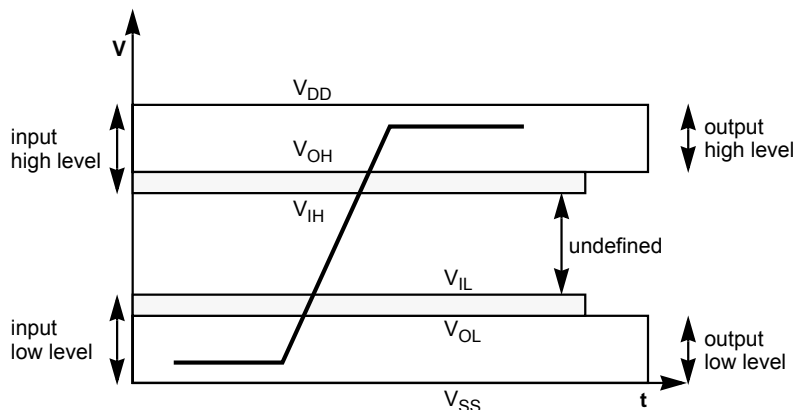 V
V_DD
input
high level
V_OH
output
high level
V_IH
undefined
V_IL
input
low level
V_OL
output
low level
V_SS
t